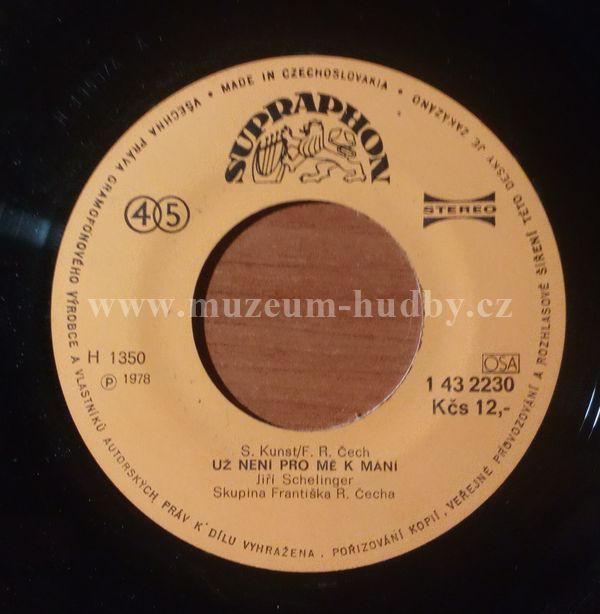 VŠECHNA PRÁVA GRAMOFONOVÉHO VÝROBCE A VLASTNÍKŮ AUTORSKÝCH PRÁV K DÍLU VYHRAŽENA. POŘIZOVÁNÍ KOPIÍ, VEŘEJNÉ PROVOZOVÁNÍ A ROZHLASOVÉ ŠÍŘENÍ TÉTO DESKY JE ZAKÁZÁNO • MADE IN CZECHOSLOVAKIA •
SUPRAPHON
45
STEREO
www.muzeum-hudby.cz
H 1350
℗ 1978
OSA
1 43 2230
Kčs 12,-
S. Kunst/F. R. Čech
UŽ NENÍ PRO MĚ K MÁNÍ
Jiří Schelinger
Skupina Františka R. Čecha